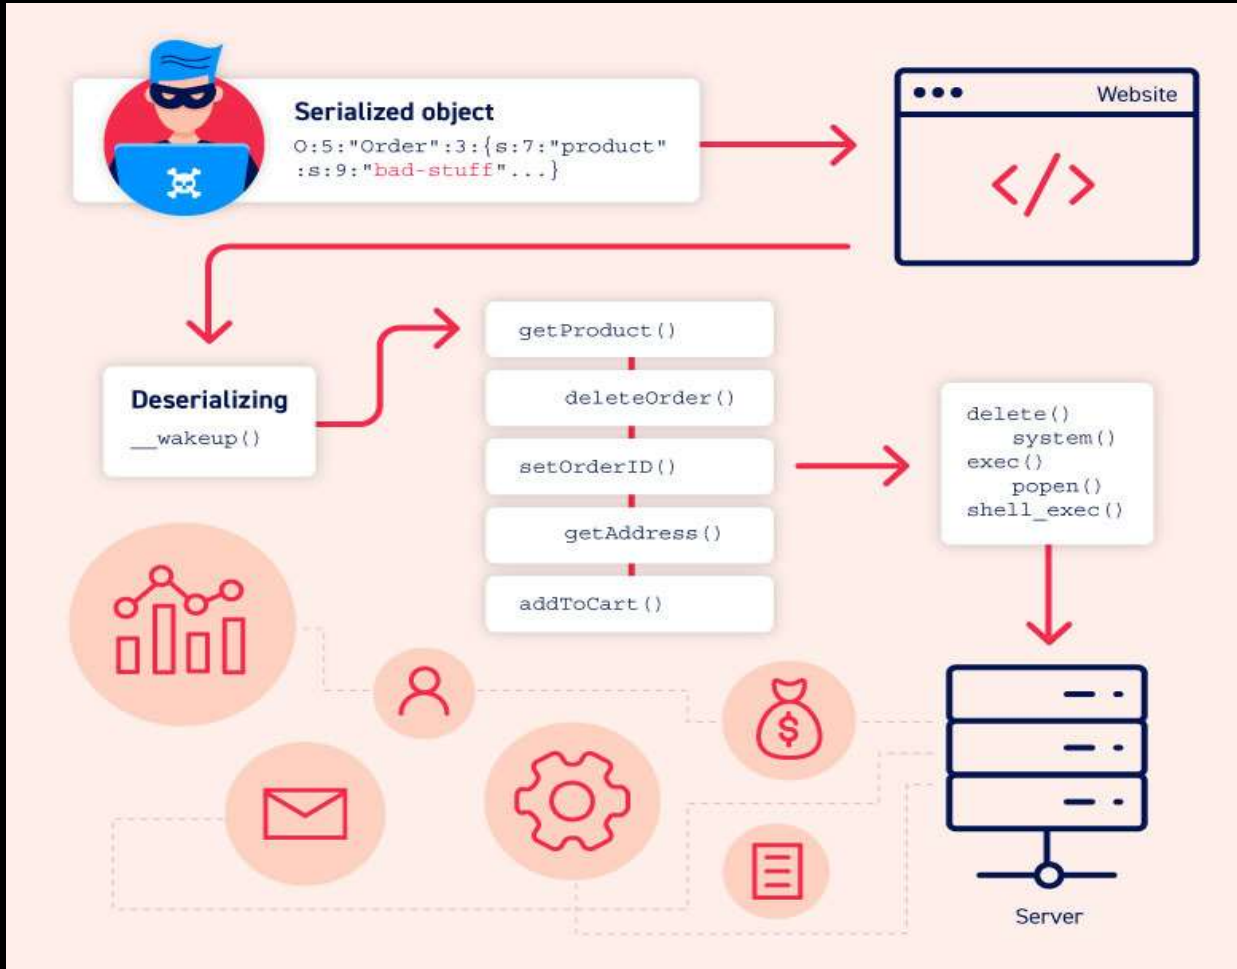 Serialized object
O:5:"Order":3:{s:7:"product"
:s:9:"bad-stuff"...}
Website
</>
Deserializing
__wakeup()
getProduct()
deleteOrder()
setOrderID()
getAddress()
addToCart()
delete()
system()
exec()
popen()
shell_exec()
$
Server